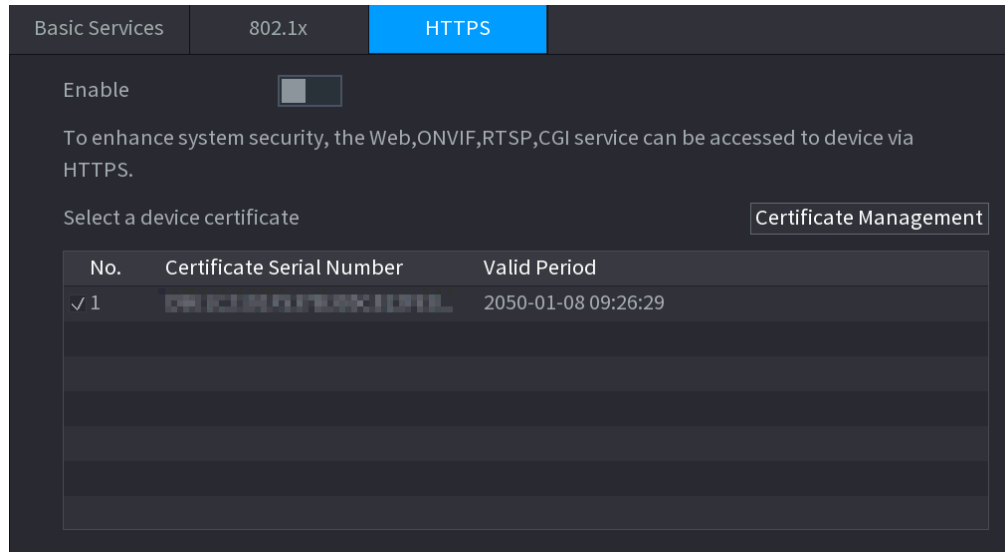 Basic Services 802.1x HTTPS
Enable
To enhance system security, the Web,ONVIF,RTSP,CGI service can be accessed to device via
HTTPS.
Select a device certificate Certificate Management
No. Certificate Serial Number Valid Period
1 2050-01-08 09:26:29